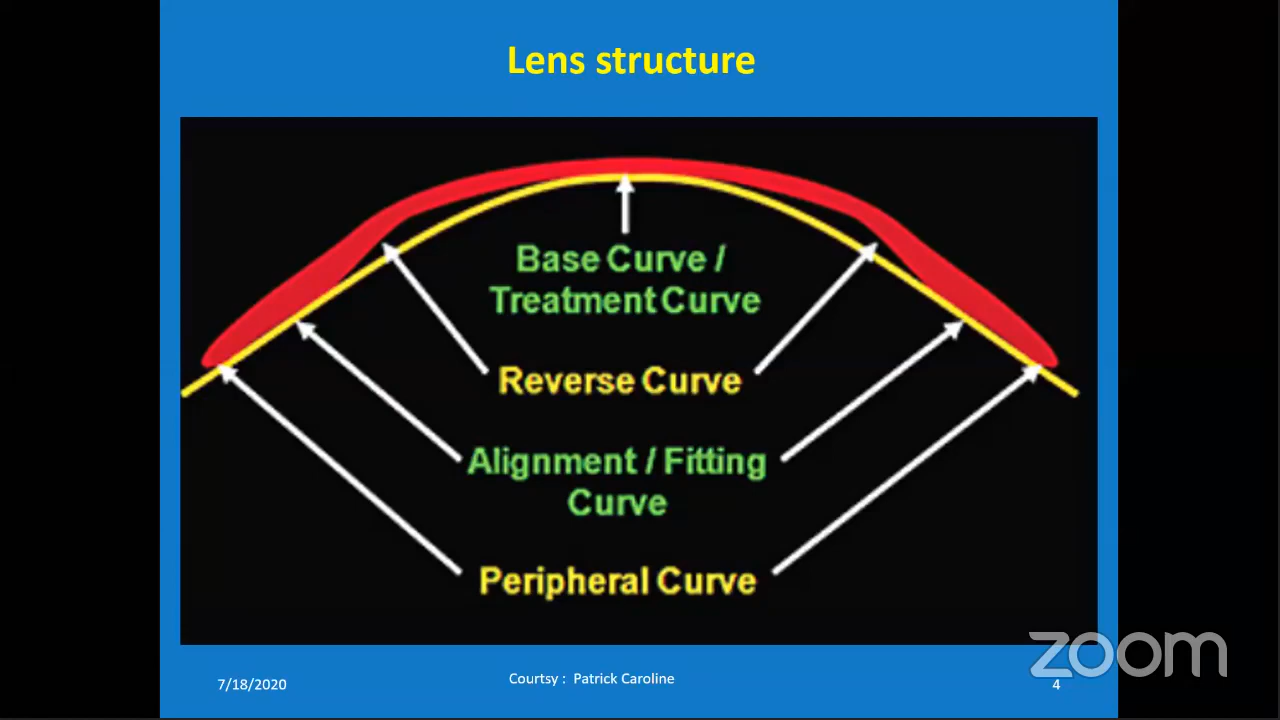 Lens structure
Base Curve /
Treatment Curve
Reverse Curve
Alignment / Fitting
Curve
Peripheral Curve
zoom
7/18/2020
Courtsy : Patrick Caroline
4